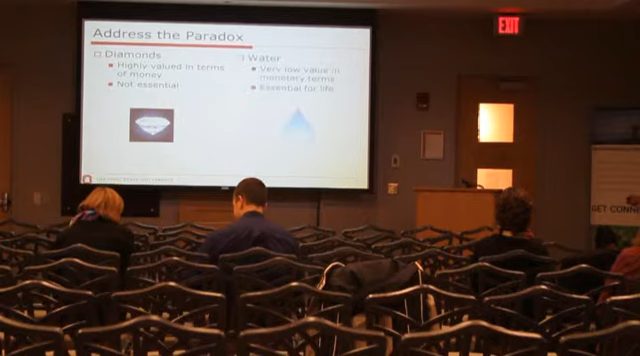 Address the Paradox
Diamonds
Highly valued in terms
of money
Not essential
Water
Very low value in
monetary terms
Essential for life
EXIT
GET CONNE